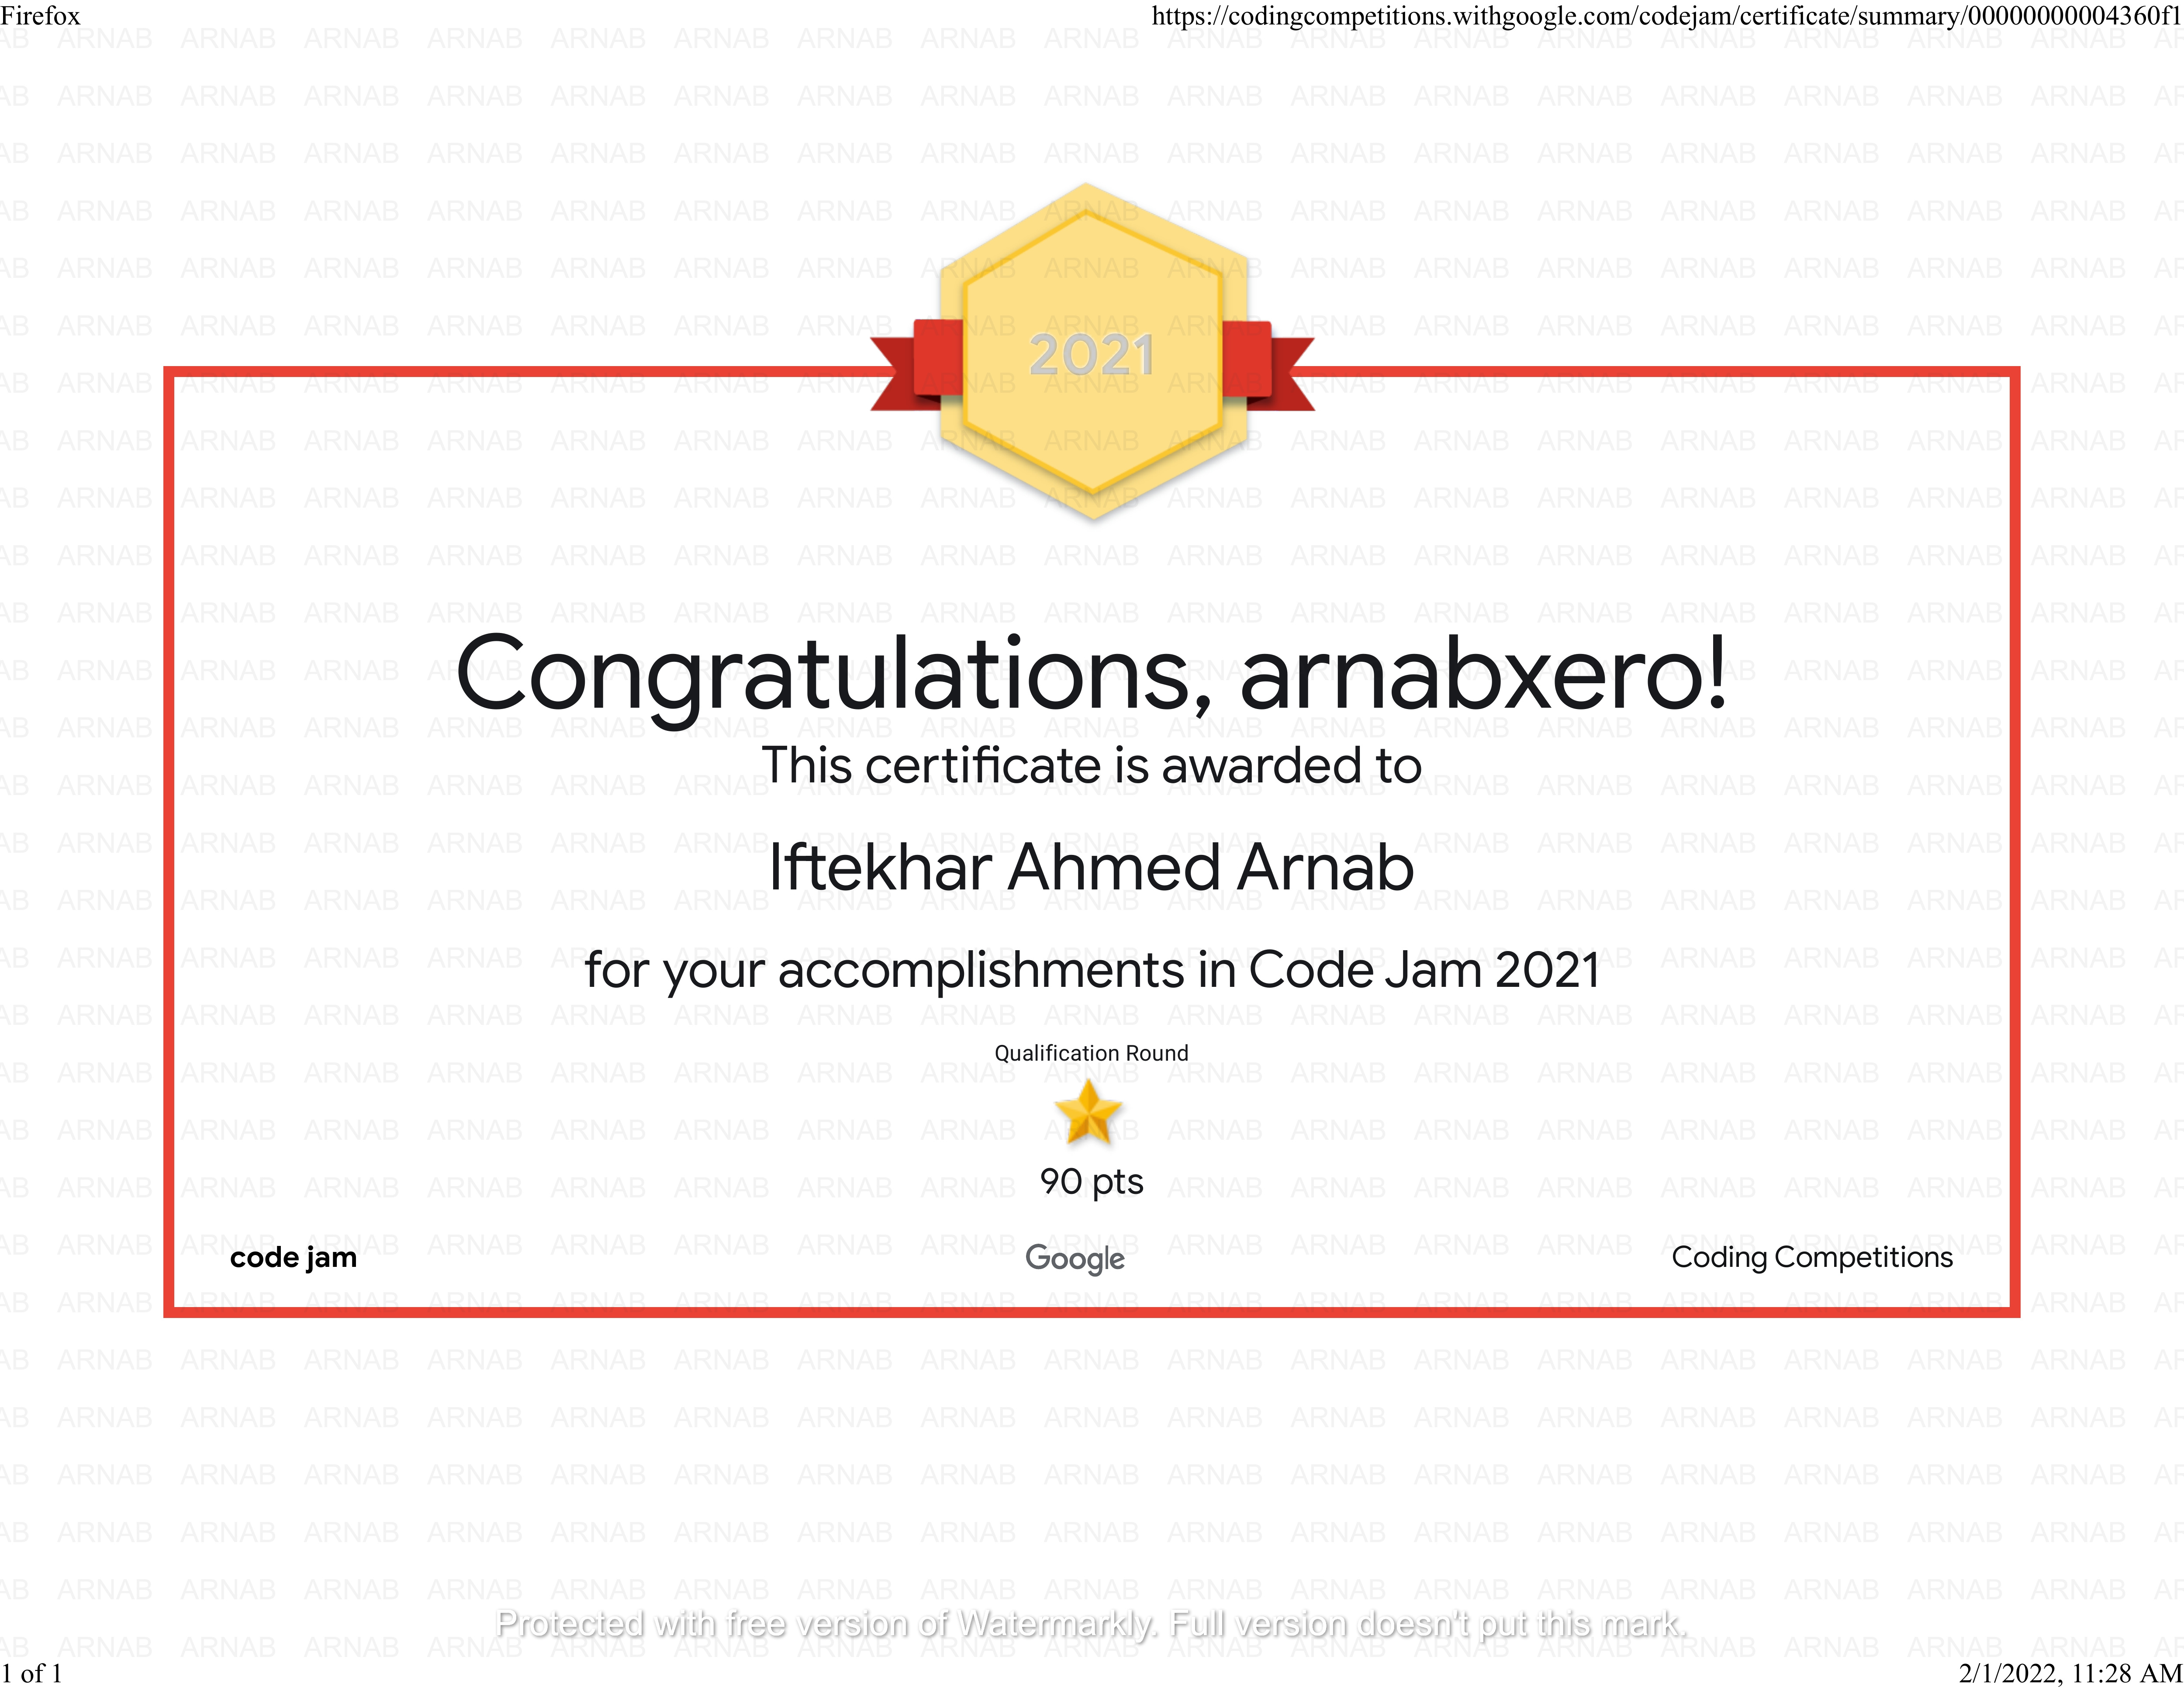 Firefox
https://codingcompetitions.withgoogle.com/codejam/certificate/summary/00000000004360f1
2021
Congratulations, arnabxero!
This certificate is awarded to
Iftekhar Ahmed Arnab
for your accomplishments in Code Jam 2021
Qualification Round
90 pts
code jam
Google
Coding Competitions
Protected with free version of Watermarkly. Full version doesn't put this mark.
1 of 1
2/1/2022, 11:28 AM